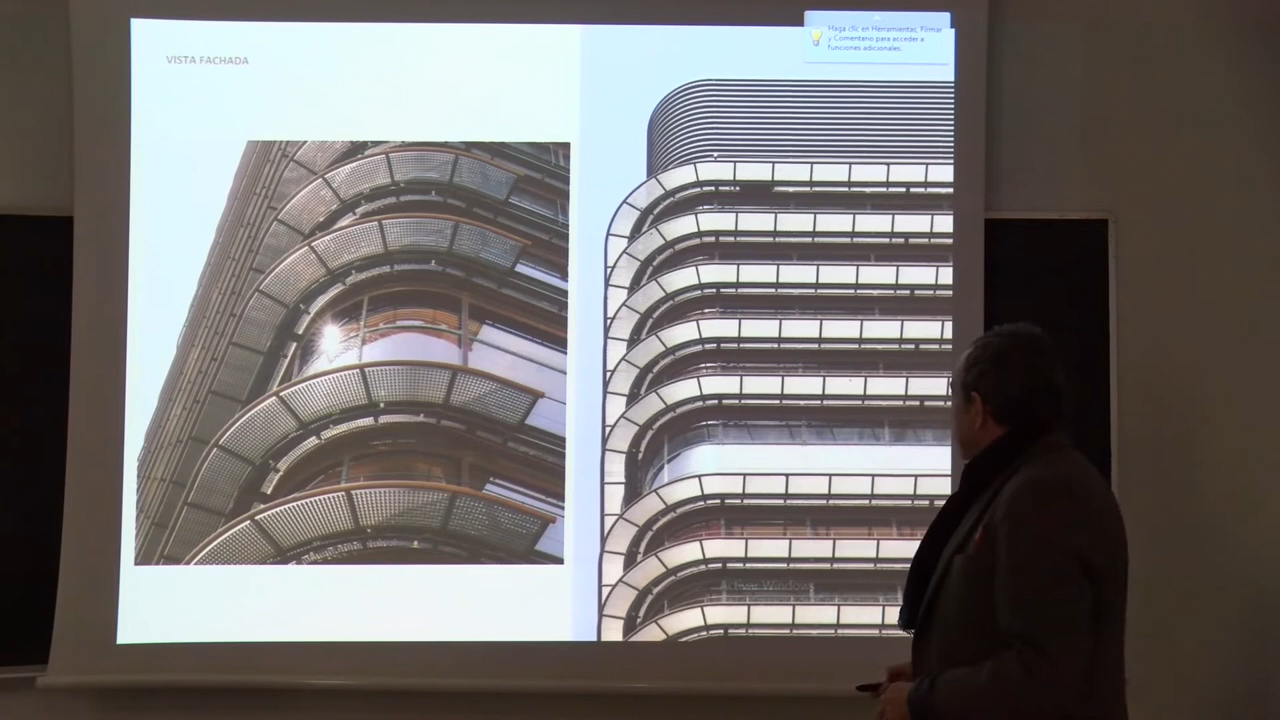 VISTA FACHADA
Haga clic en Herramientas, Firmar
y Comentario para acceder a
funciones adicionales.
Activar Windows